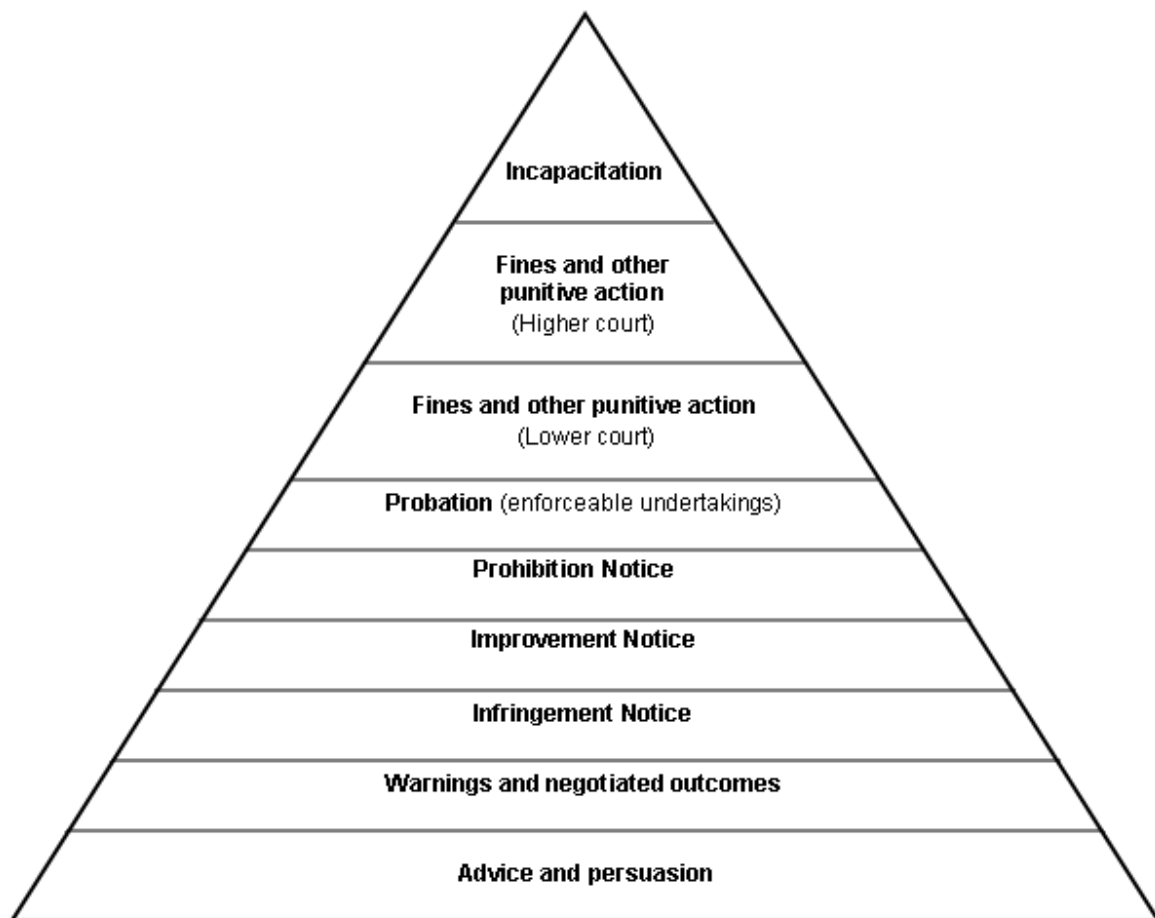 Incapacitation
Fines and other
punitive action
(Higher court)
Fines and other punitive action
(Lower court)
Probation (enforceable undertakings)
Prohibition Notice
Improvement Notice
Infringement Notice
Warnings and negotiated outcomes
Advice and persuasion